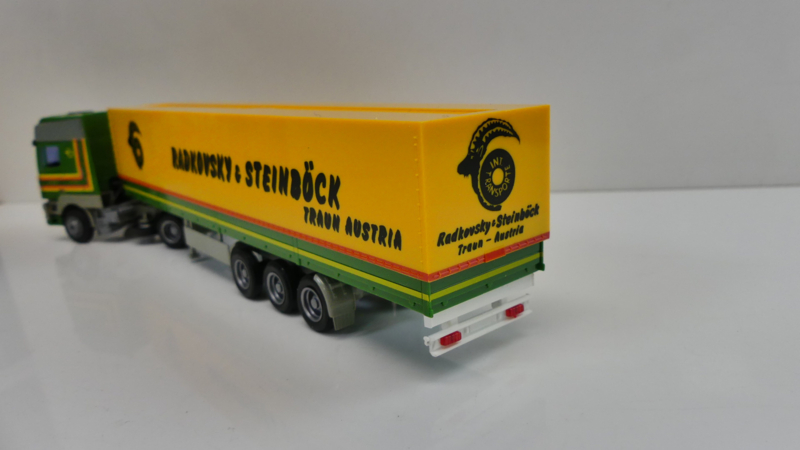 RADKOVSKY & STEINBÖCK
TRAUN AUSTRIA
INT.
TRANSPORTE
Radkovsky & Steinböck
Traun - Austria